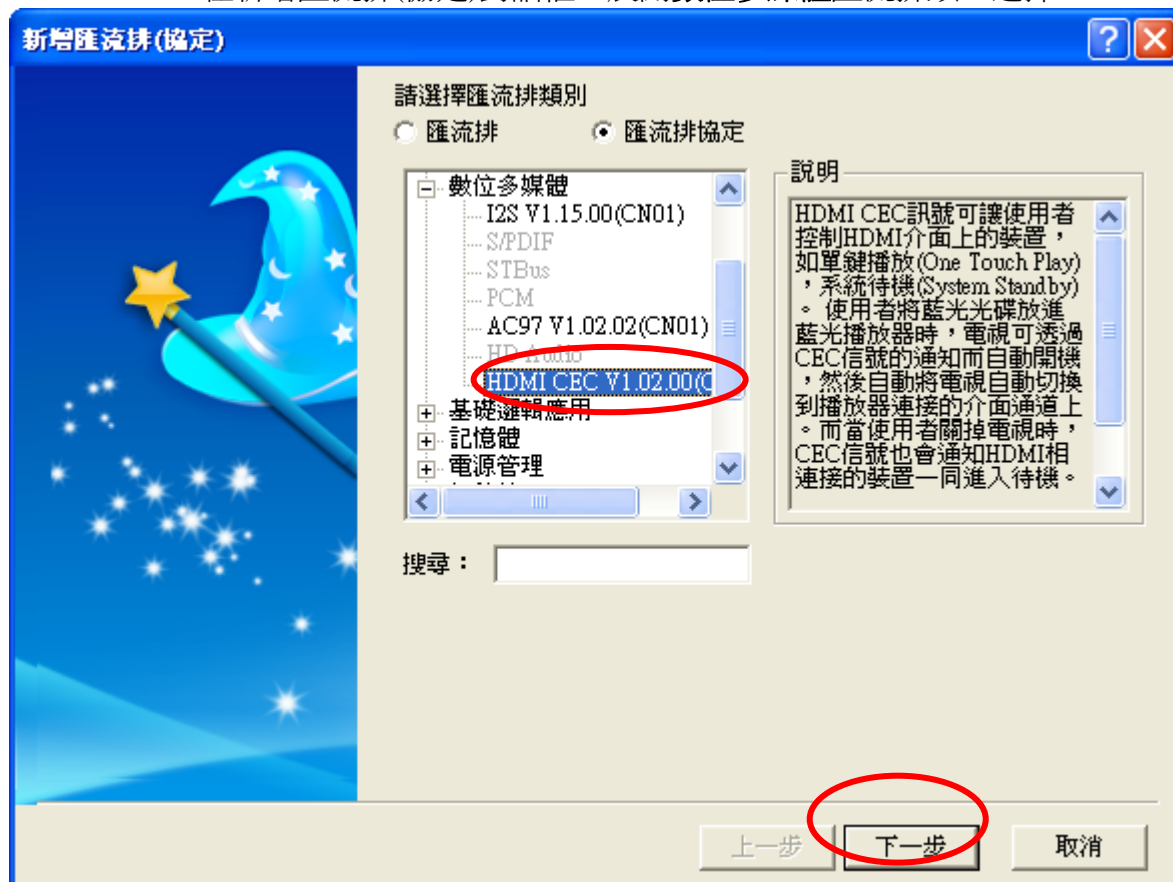 新增匯流排(協定)
請選擇匯流排類別
匯流排
匯流排協定
數位多媒體
I2S V1.15.00(CN01)
S/PDIF
STBus
PCM
AC97 V1.02.02(CN01)
HD Audio
HDMI CEC V1.02.00(C
基礎邏輯應用
記憶體
電源管理
說明
HDMI CEC訊號可讓使用者
控制HDMI介面上的裝置，
如單鍵播放(One Touch Play)
，系統待機(System Standby)
。使用者將藍光光碟放進
藍光播放器時，電視可透過
CEC信號的通知而自動開機
，然後自動將電視自動切換
到播放器連接的介面通道上
。而當使用者關掉電視時，
CEC信號也會通知HDMI相
連接的裝置一同進入待機。
搜尋：
上一步
下一步
取消